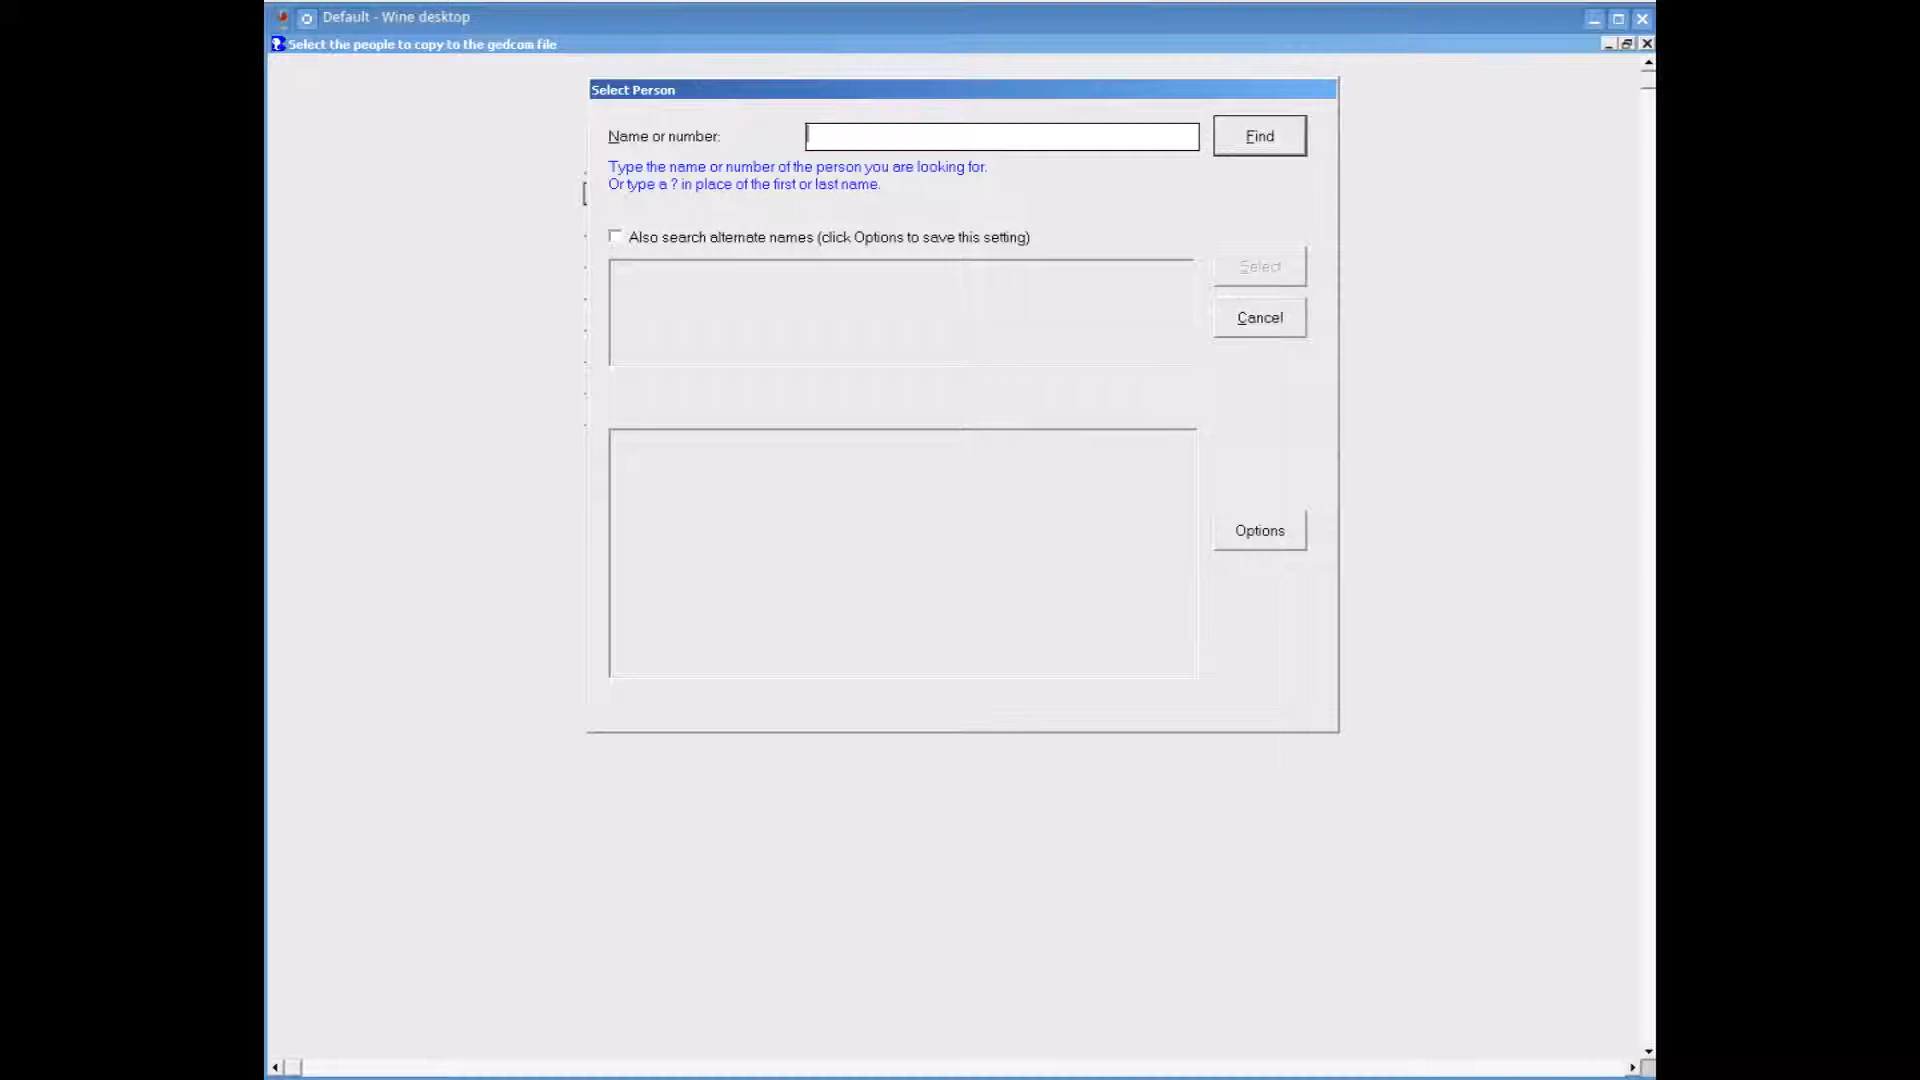 Default - Wine desktop
Select the people to copy to the gedcom file
Select Person
Name or number:
Find
Type the name or number of the person you are looking for.
Or type a ? in place of the first or last name.
Also search alternate names (click Options to save this setting)
Select
Cancel
Options